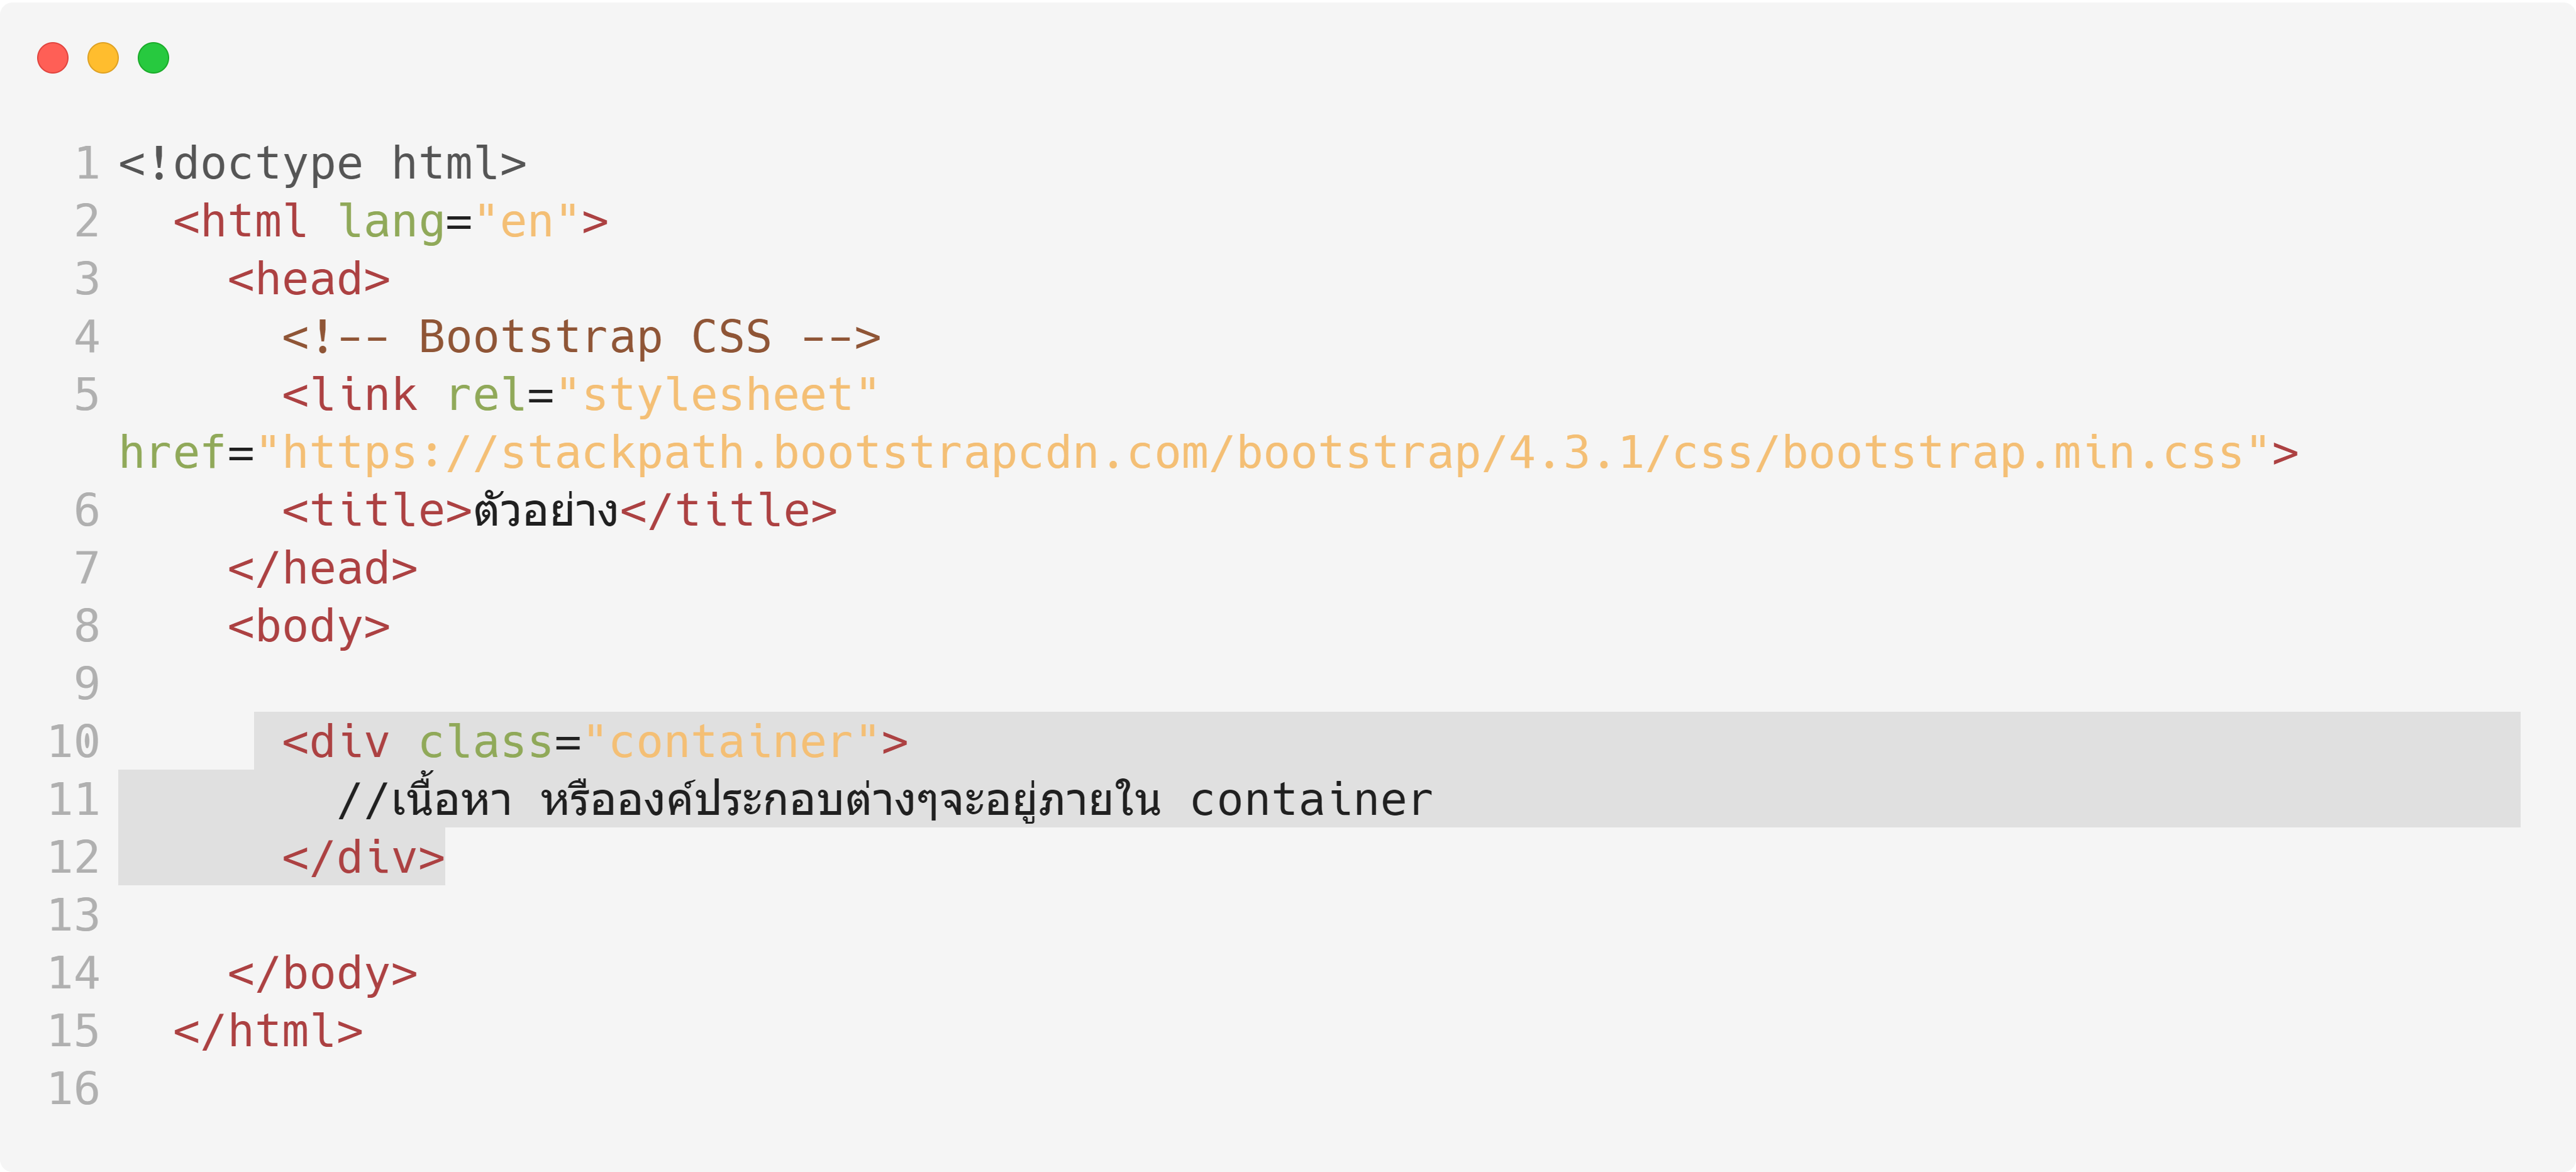 1 <!doctype html>
2 <html lang="en">
3 <head>
4 <!-- Bootstrap CSS -->
5 <link rel="stylesheet"
href="https://stackpath.bootstrapcdn.com/bootstrap/4.3.1/css/bootstrap.min.css">
6 <title>ตัวอย่าง</title>
7 </head>
8 <body>
9
10 <div class="container">
11 //เนื้อหา หรือองค์ประกอบต่างๆจะอยู่ภายใน container
12 </div>
13
14 </body>
15 </html>
16